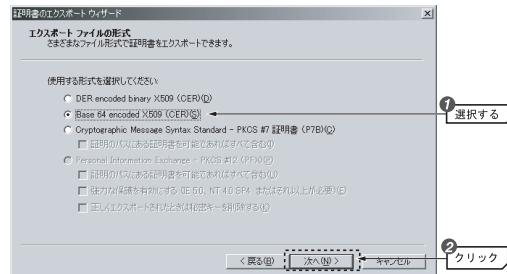 証明書のエクスポート ウィザード
エクスポート ファイルの形式
さまざまなファイル形式で証明書をエクスポートできます。
使用する形式を選択してください:
DER encoded binary X509 (CER)(D)
Base 64 encoded X509 (CER)(S)
Cryptographic Message Syntax Standard - PKCS #7 証明書 (P7B)(C)
証明のパスにある証明書を可能であればすべて含む(I)
Personal Information Exchange - PKCS #12 (PFX)(P)
証明のパスにある証明書を可能であればすべて含む(U)
強力な保護を有効にする (IE 5.0、NT 4.0 SP4 またはそれ以上が必要)(E)
正しくエクスポートされたときは秘密キーを削除する(K)
< 戻る(B)
次へ(N) >
キャンセル
1
選択する
2
クリック